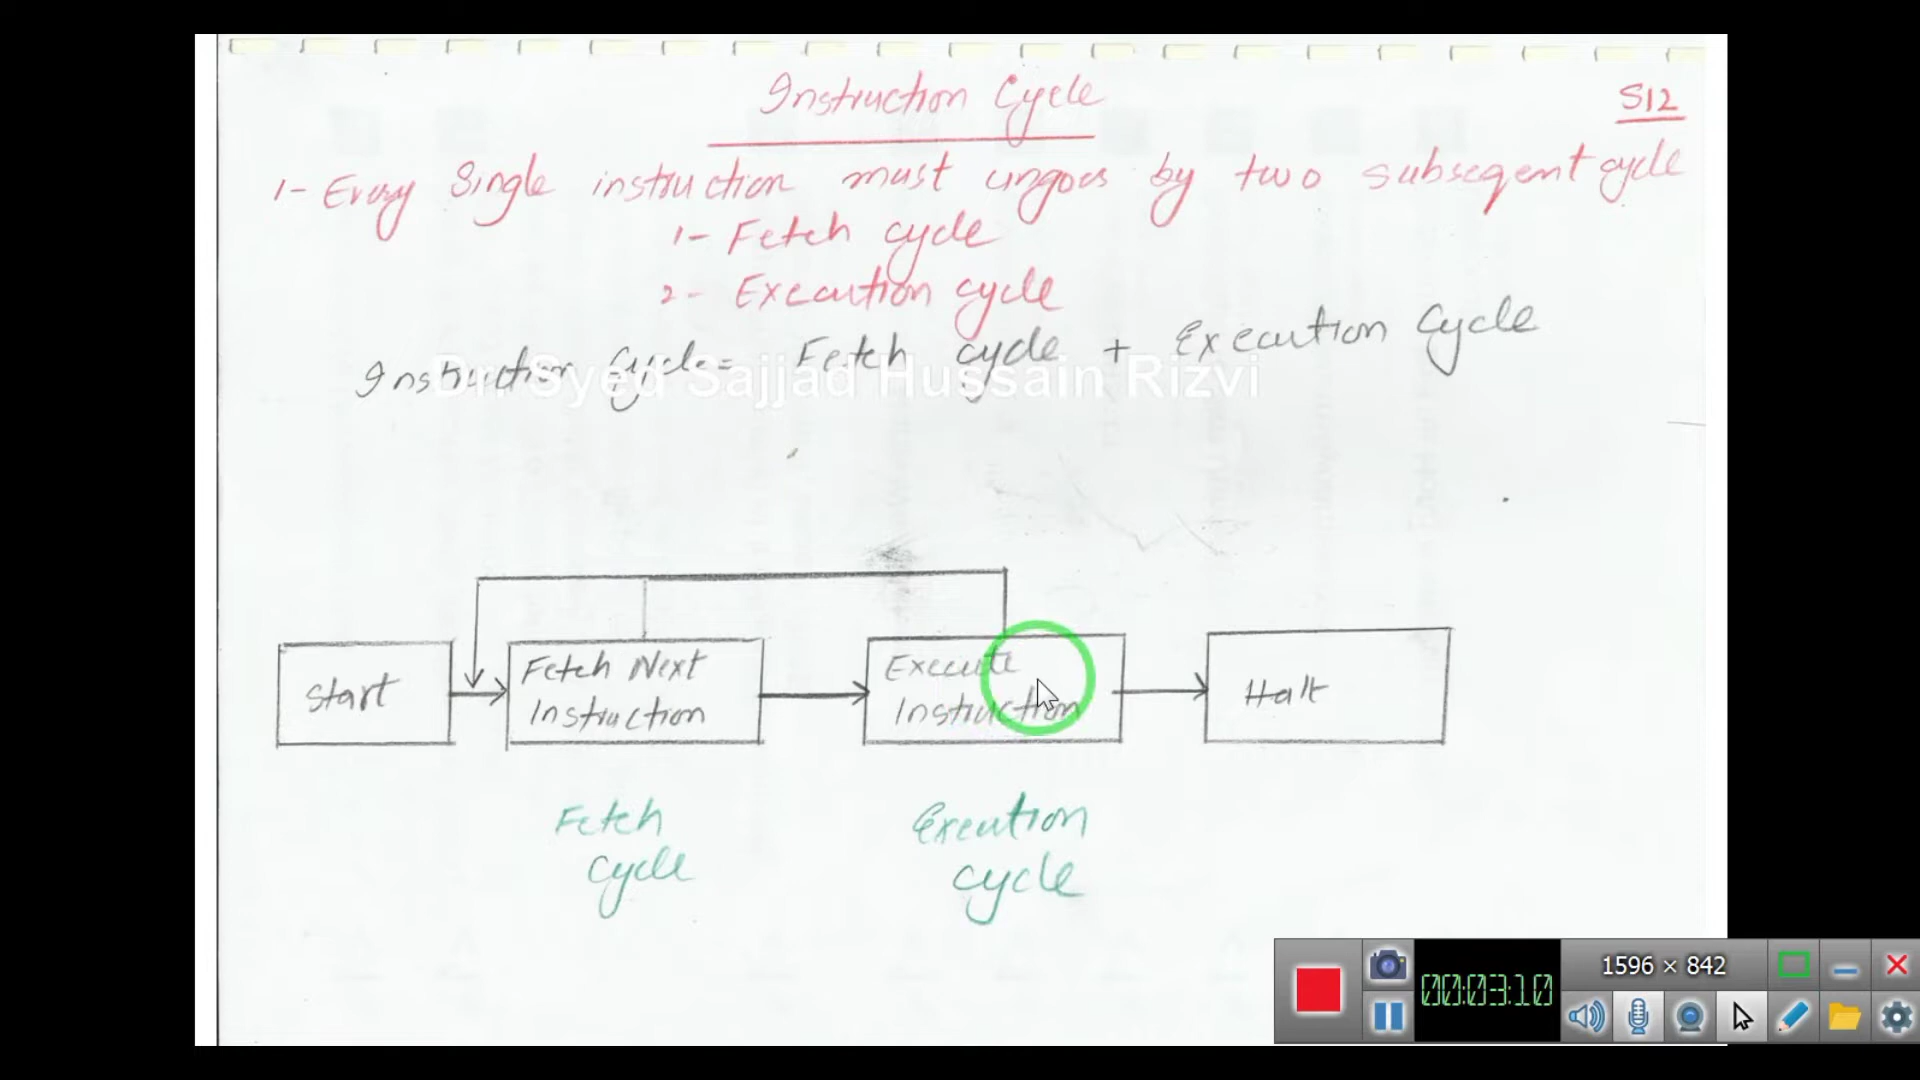 Instruction Cycle
S12
1- Every Single instruction must ungoes by two subseqent cycle
1- Fetch cycle
2- Execution cycle
Instruction Cycle= Fetch cycle + Execution Cycle
Dr. Syed Sajjad Hussain Rizvi
Start
Fetch Next
Instruction
Execute
Instruction
Halt
Fetch
cycle
Execution
cycle
1596 × 842
00:03:10